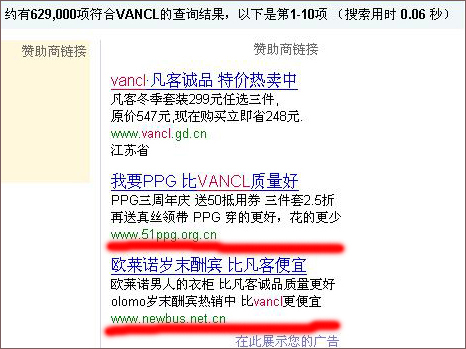 约有629,000项符合VANCL的查询结果，以下是第1-10项 （搜索用时 0.06 秒）
赞助商链接
赞助商链接
vancl·凡客诚品 特价热卖中
凡客冬季套装299元任选三件,
原价547元,现在购买立即省248元.
www.vancl.gd.cn
江苏省
我要PPG 比VANCL质量好
PPG三周年庆 送50抵用券 三件套2.5折
再送真丝领带 PPG 穿的更好，花的更少
www.51ppg.org.cn
欧莱诺岁末酬宾 比凡客便宜
欧莱诺男人的衣柜 比凡客诚品质量更好
olomo岁末酬宾热销中 比vancl更便宜
www.newbus.net.cn
在此展示您的广告